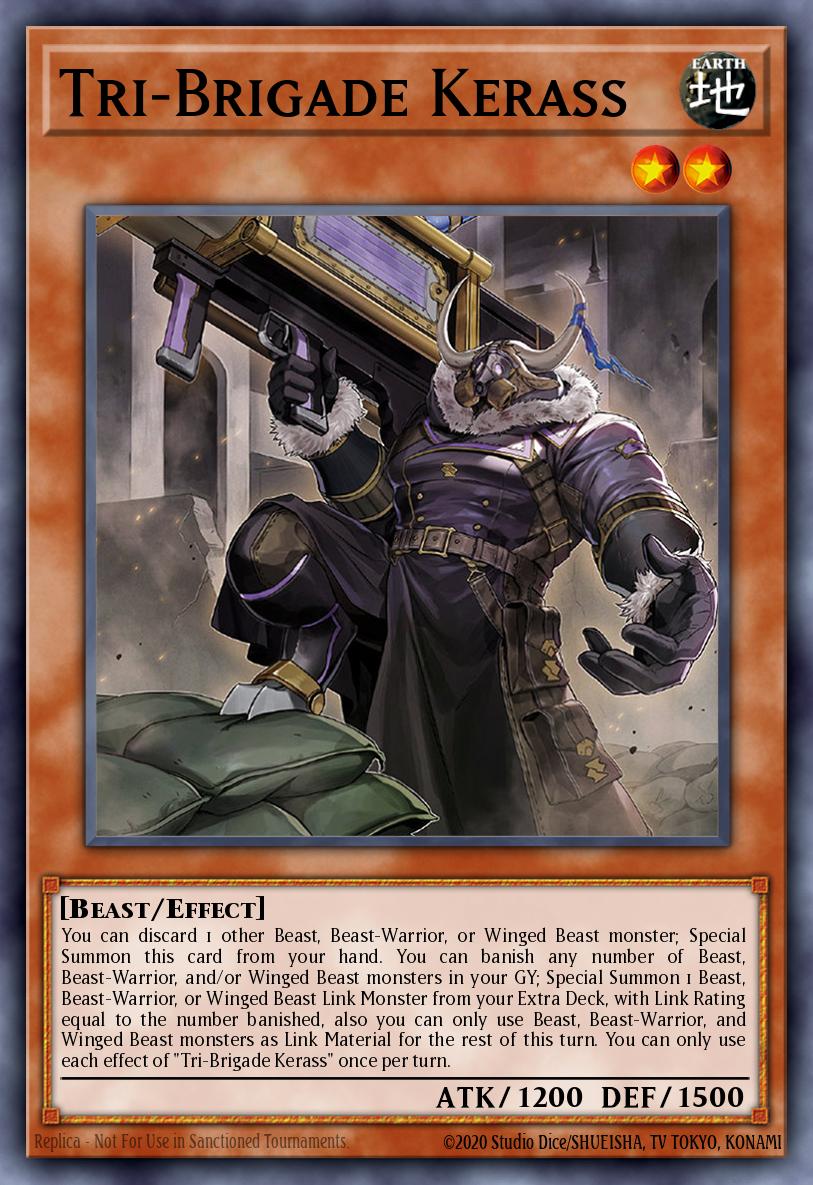 Tri-Brigade Kerass
EARTH
地
[Beast/Effect]
You can discard 1 other Beast, Beast-Warrior, or Winged Beast monster; Special
Summon this card from your hand. You can banish any number of Beast,
Beast-Warrior, and/or Winged Beast monsters in your GY; Special Summon 1 Beast,
Beast-Warrior, or Winged Beast Link Monster from your Extra Deck, with Link Rating
equal to the number banished, also you can only use Beast, Beast-Warrior, and
Winged Beast monsters as Link Material for the rest of this turn. You can only use
each effect of "Tri-Brigade Kerass" once per turn.
ATK/1200 DEF/1500
Replica - Not For Use in Sanctioned Tournaments.
©2020 Studio Dice/SHUEISHA, TV TOKYO, KONAMI